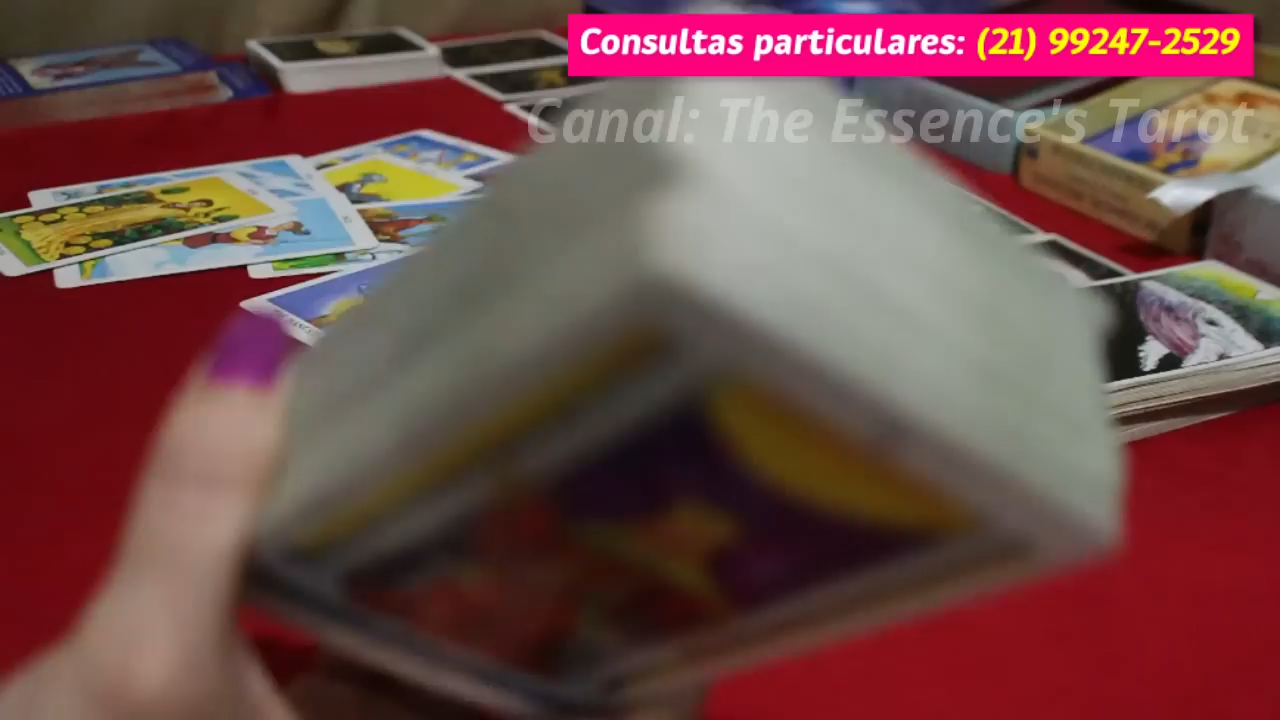 Consultas particulares: (21) 99247-2529
Canal: The Essence's Tarot